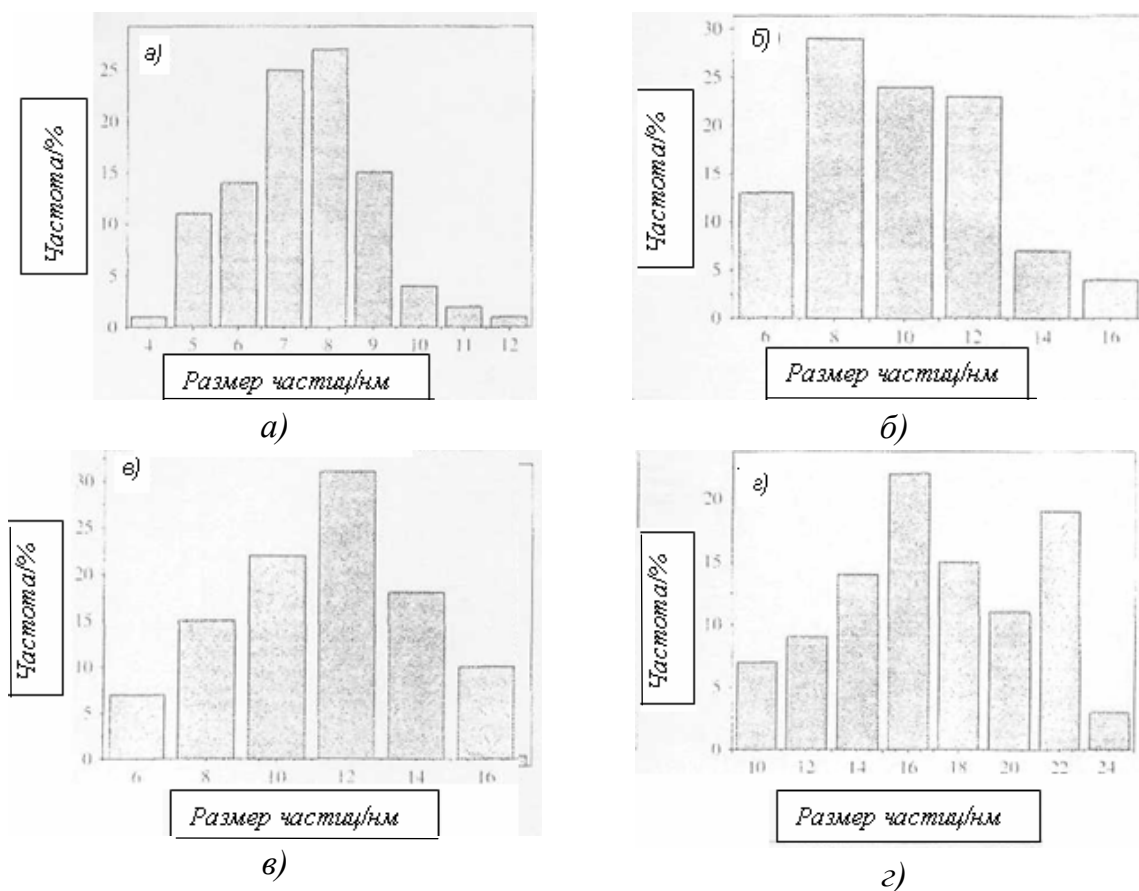 а)
25
20
15
10
5
0
4 5 6 7 8 9 10 11 12
Частота/%
Размер частиц/нм
а)
б)
30
25
20
15
10
5
0
6 8 10 12 14 16
Частота/%
Размер частиц/нм
б)
в)
30
25
20
15
10
5
0
6 8 10 12 14 16
Частота/%
Размер частиц/нм
в)
г)
20
15
10
5
0
10 12 14 16 18 20 22 24
Частота/%
Размер частиц/нм
г)